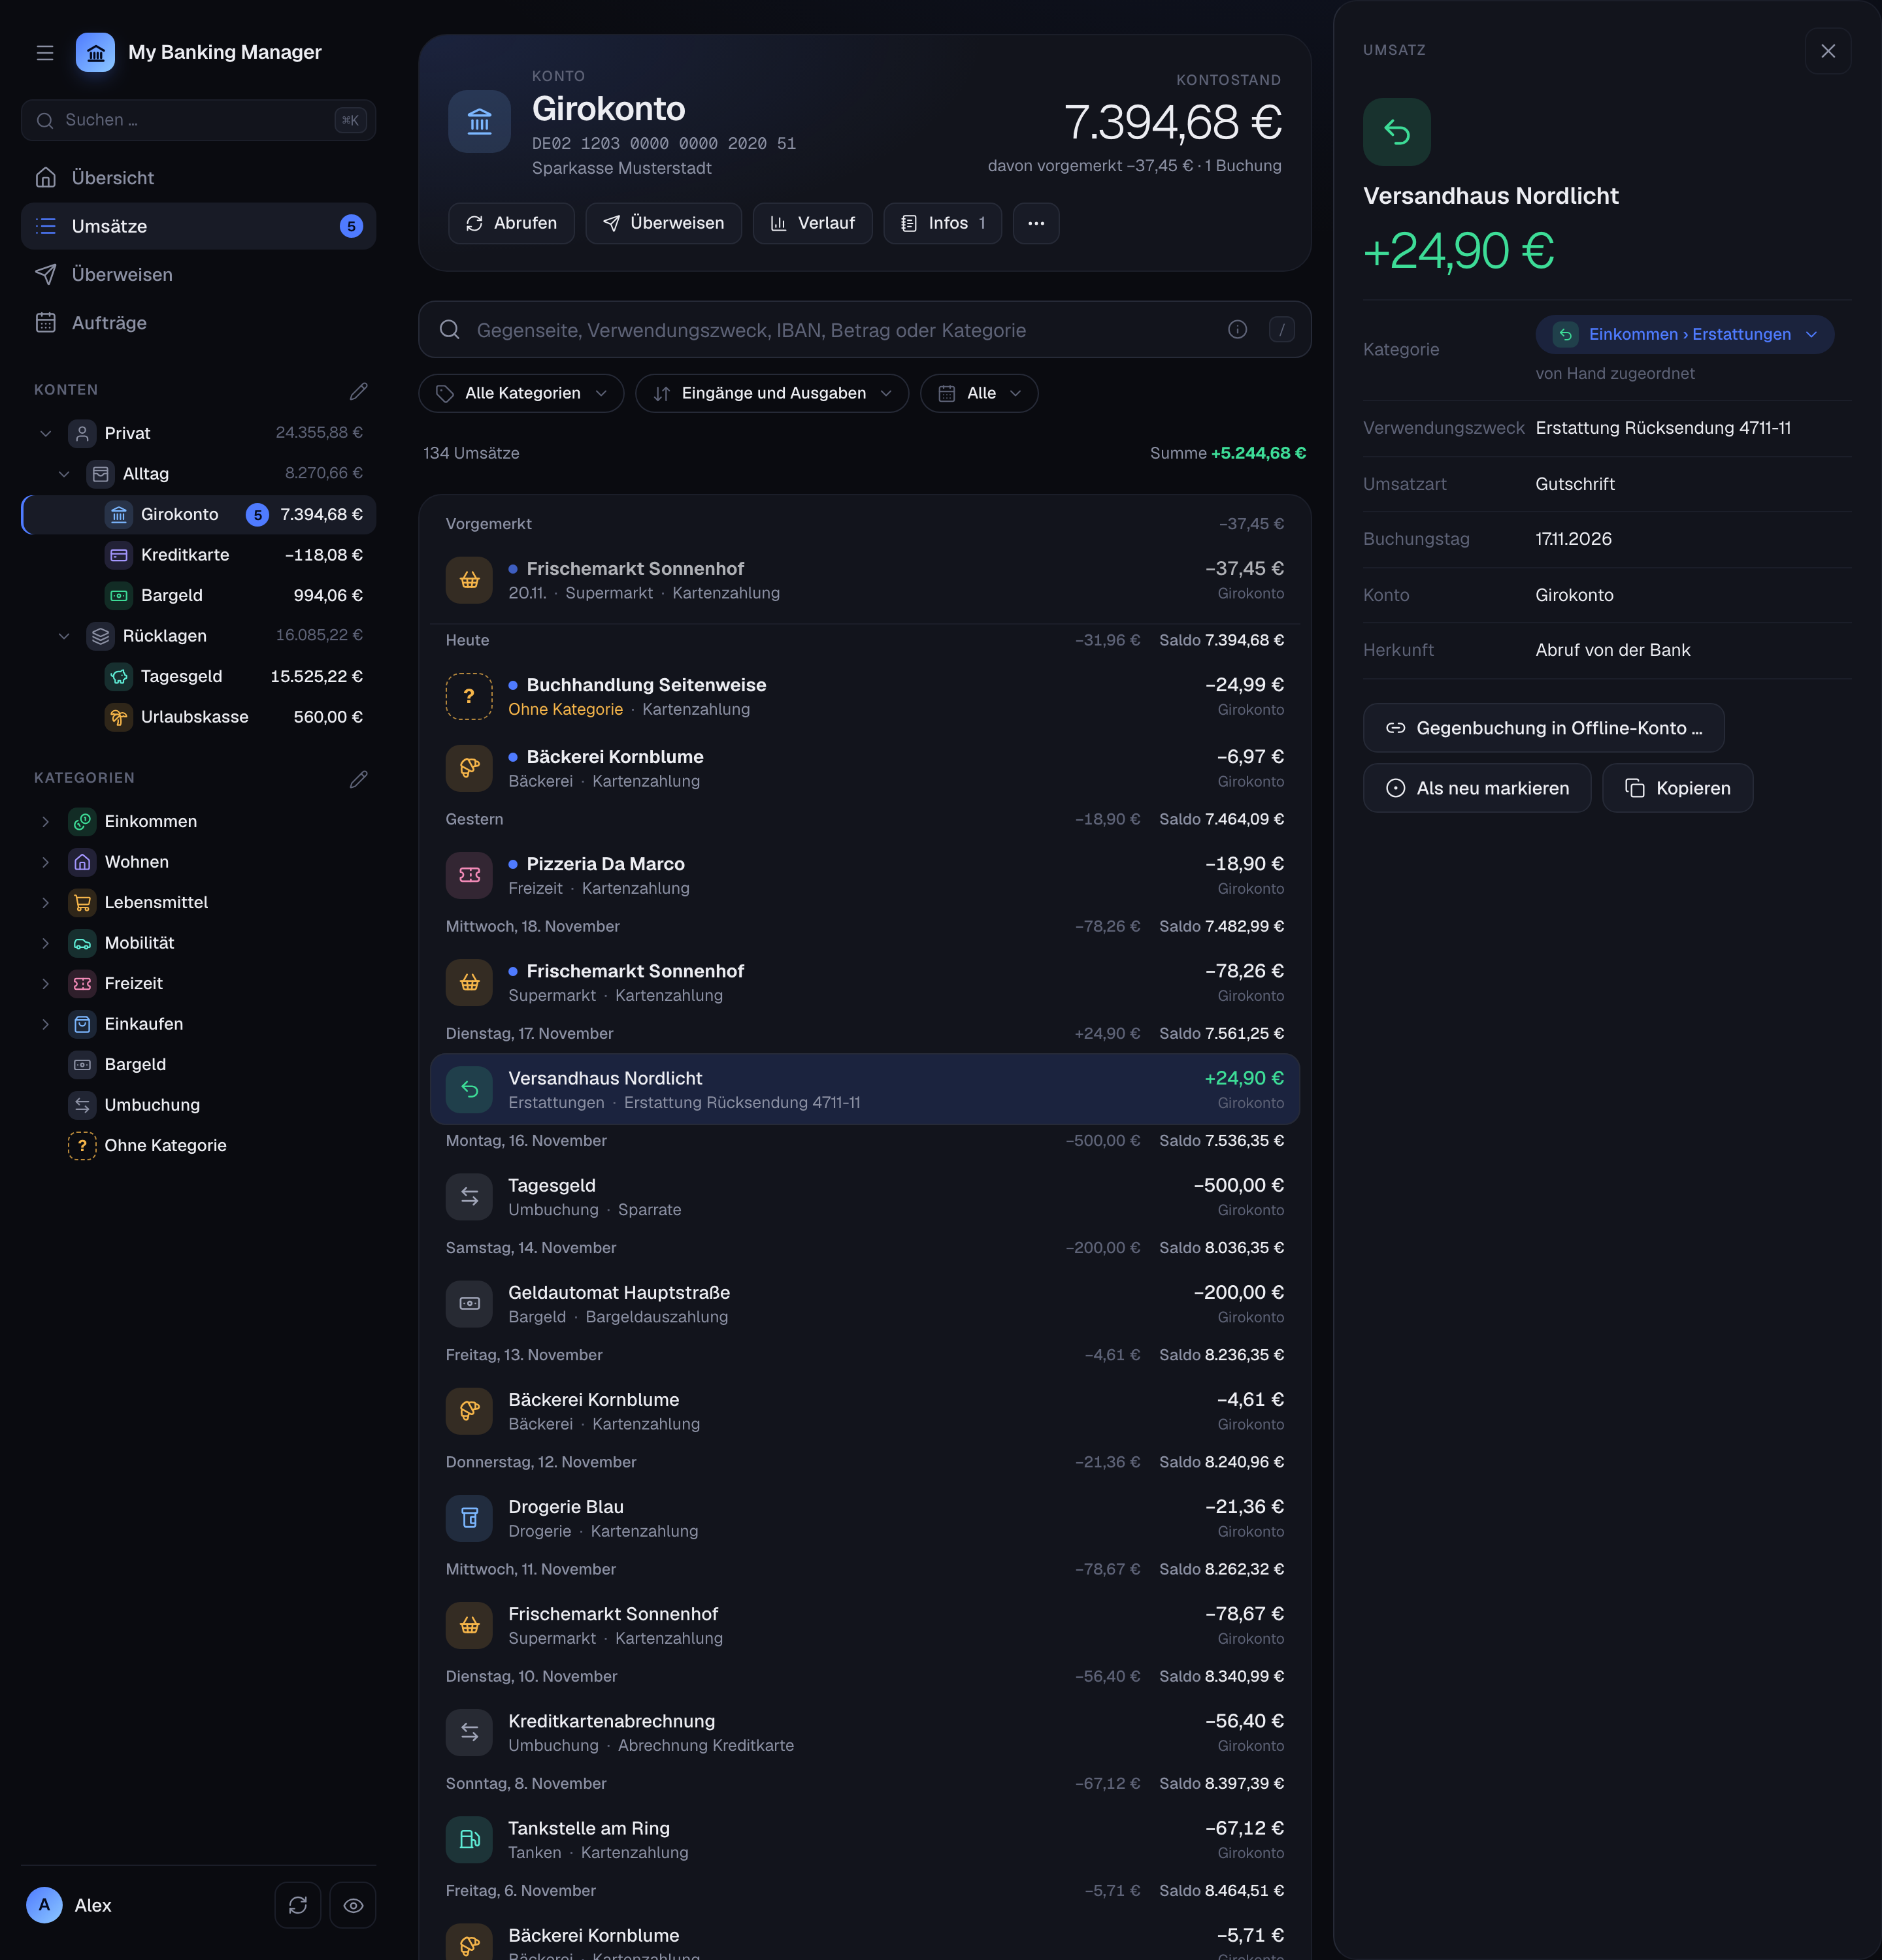 My Banking Manager
Suchen …
⌘K
Übersicht
Umsätze 5
Überweisen
Aufträge
KONTEN
Privat 24.355,88 €
Alltag 8.270,66 €
Girokonto 5 7.394,68 €
Kreditkarte −118,08 €
Bargeld 994,06 €
Rücklagen 16.085,22 €
Tagesgeld 15.525,22 €
Urlaubskasse 560,00 €
KATEGORIEN
Einkommen
Wohnen
Lebensmittel
Mobilität
Freizeit
Einkaufen
Bargeld
Umbuchung
? Ohne Kategorie
A Alex
KONTO
Girokonto
DE02 1203 0000 0000 2020 51
Sparkasse Musterstadt
KONTOSTAND
7.394,68 €
davon vorgemerkt −37,45 € · 1 Buchung
Abrufen Überweisen Verlauf Infos 1 ···
Gegenseite, Verwendungszweck, IBAN, Betrag oder Kategorie /
Alle Kategorien Eingänge und Ausgaben Alle
134 Umsätze Summe +5.244,68 €
Vorgemerkt −37,45 €
Frischemarkt Sonnenhof −37,45 €
20.11. · Supermarkt · Kartenzahlung Girokonto
Heute −31,96 € Saldo 7.394,68 €
? Buchhandlung Seitenweise −24,99 €
Ohne Kategorie · Kartenzahlung Girokonto
Bäckerei Kornblume −6,97 €
Bäckerei · Kartenzahlung Girokonto
Gestern −18,90 € Saldo 7.464,09 €
Pizzeria Da Marco −18,90 €
Freizeit · Kartenzahlung Girokonto
Mittwoch, 18. November −78,26 € Saldo 7.482,99 €
Frischemarkt Sonnenhof −78,26 €
Supermarkt · Kartenzahlung Girokonto
Dienstag, 17. November +24,90 € Saldo 7.561,25 €
Versandhaus Nordlicht +24,90 €
Erstattungen · Erstattung Rücksendung 4711-11 Girokonto
Montag, 16. November −500,00 € Saldo 7.536,35 €
Tagesgeld −500,00 €
Umbuchung · Sparrate Girokonto
Samstag, 14. November −200,00 € Saldo 8.036,35 €
Geldautomat Hauptstraße −200,00 €
Bargeld · Bargeldauszahlung Girokonto
Freitag, 13. November −4,61 € Saldo 8.236,35 €
Bäckerei Kornblume −4,61 €
Bäckerei · Kartenzahlung Girokonto
Donnerstag, 12. November −21,36 € Saldo 8.240,96 €
Drogerie Blau −21,36 €
Drogerie · Kartenzahlung Girokonto
Mittwoch, 11. November −78,67 € Saldo 8.262,32 €
Frischemarkt Sonnenhof −78,67 €
Supermarkt · Kartenzahlung Girokonto
Dienstag, 10. November −56,40 € Saldo 8.340,99 €
Kreditkartenabrechnung −56,40 €
Umbuchung · Abrechnung Kreditkarte Girokonto
Sonntag, 8. November −67,12 € Saldo 8.397,39 €
Tankstelle am Ring −67,12 €
Tanken · Kartenzahlung Girokonto
Freitag, 6. November −5,71 € Saldo 8.464,51 €
Bäckerei Kornblume −5,71 €
Bäckerei · Kartenzahlung Girokonto
UMSATZ
Versandhaus Nordlicht
+24,90 €
Kategorie Einkommen › Erstattungen
von Hand zugeordnet
Verwendungszweck Erstattung Rücksendung 4711-11
Umsatzart Gutschrift
Buchungstag 17.11.2026
Konto Girokonto
Herkunft Abruf von der Bank
Gegenbuchung in Offline-Konto …
Als neu markieren Kopieren